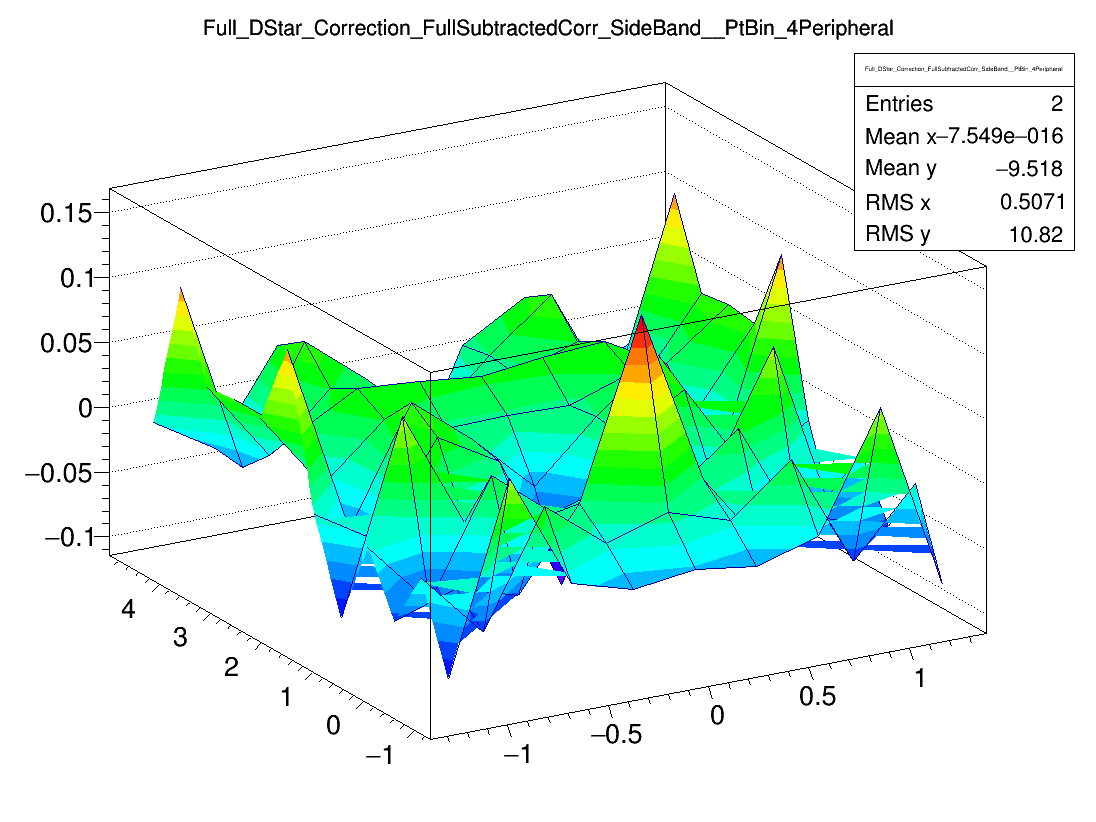 Full_DStar_Correction_FullSubtractedCorr_SideBand__PtBin_4Peripheral
Full_DStar_Correction_FullSubtractedCorr_SideBand__PtBin_4Peripheral
Entries 2
Mean x −7.549e−016
Mean y −9.518
RMS x 0.5071
RMS y 10.82
0.15
0.1
0.05
0
−0.05
−0.1
4
3
2
1
0
−1
−1
−0.5
0
0.5
1